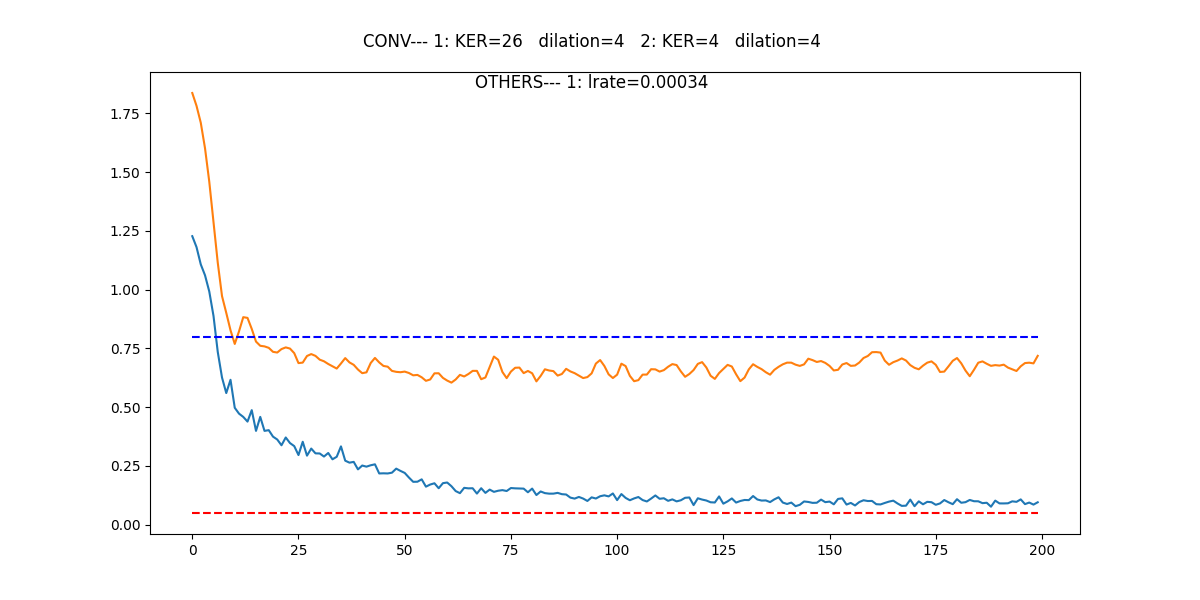 CONV--- 1: KER=26   dilation=4   2: KER=4   dilation=4
OTHERS--- 1: lrate=0.00034
1.75
1.50
1.25
1.00
0.75
0.50
0.25
0.00
0 25 50 75 100 125 150 175 200